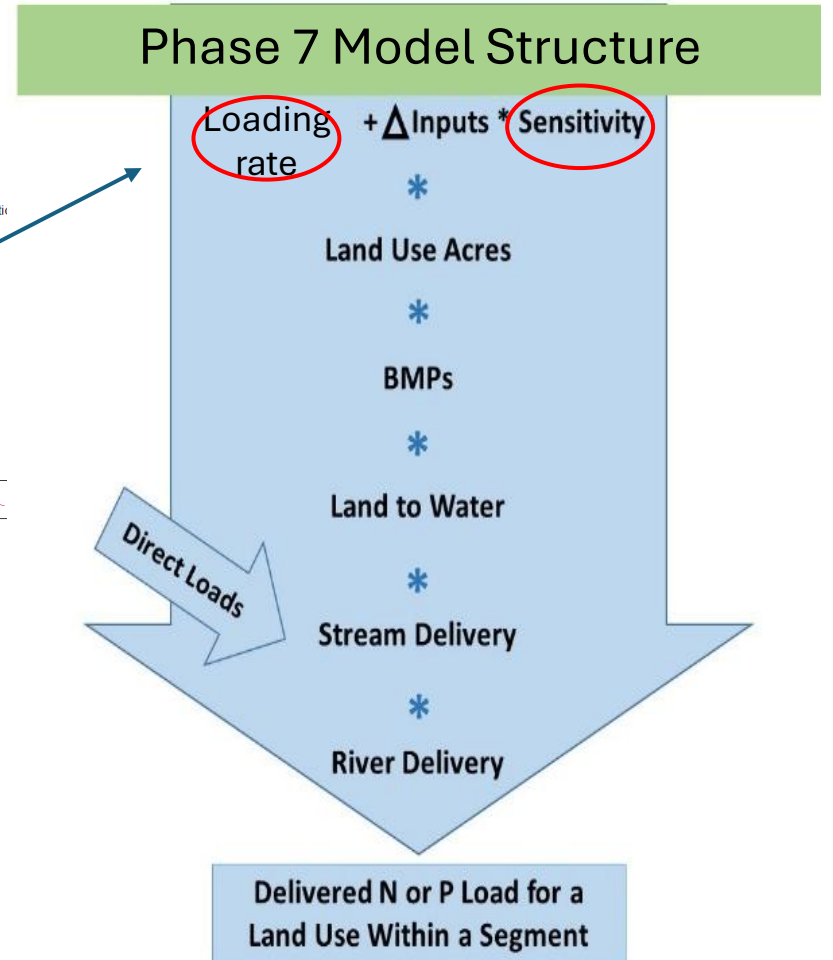 Phase 7 Model Structure
Loading + Δ Inputs * Sensitivity
rate
*
Land Use Acres
*
BMPs
*
Land to Water
*
Direct Loads
Stream Delivery
*
River Delivery
Delivered N or P Load for a
Land Use Within a Segment